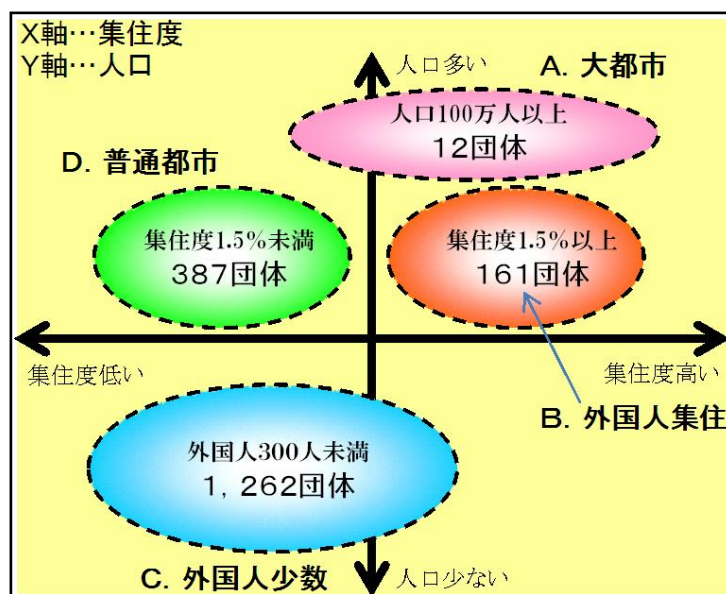 X軸…集住度
Y軸…人口
人口多い
A. 大都市
人口100万人以上
12団体
D. 普通都市
集住度1.5%未満
387団体
集住度1.5%以上
161団体
集住度低い
集住度高い
B. 外国人集住
外国人300人未満
1，262団体
C. 外国人少数
人口少ない